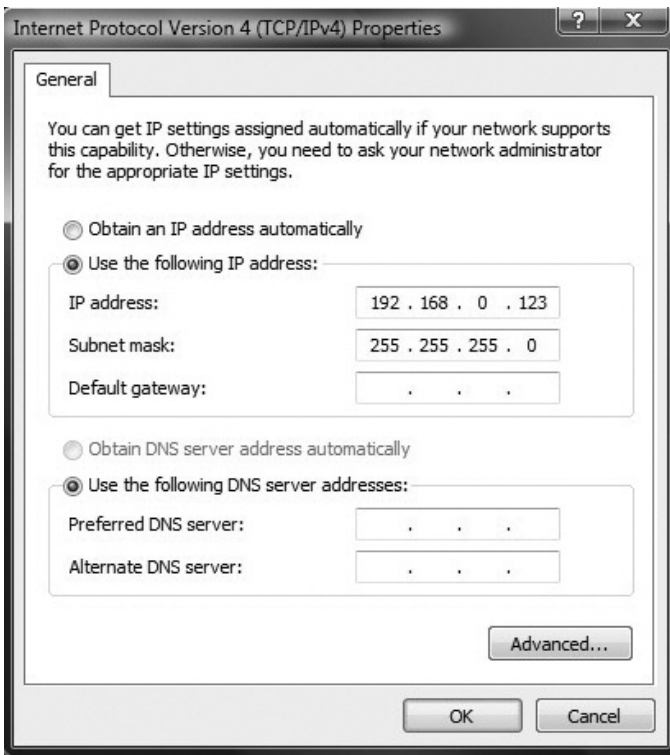 Internet Protocol Version 4 (TCP/IPv4) Properties
? X
General
You can get IP settings assigned automatically if your network supports
this capability. Otherwise, you need to ask your network administrator
for the appropriate IP settings.
Obtain an IP address automatically
Use the following IP address:
IP address: 192 . 168 . 0 . 123
Subnet mask: 255 . 255 . 255 . 0
Default gateway: . . .
Obtain DNS server address automatically
Use the following DNS server addresses:
Preferred DNS server: . . .
Alternate DNS server: . . .
Advanced...
OK Cancel